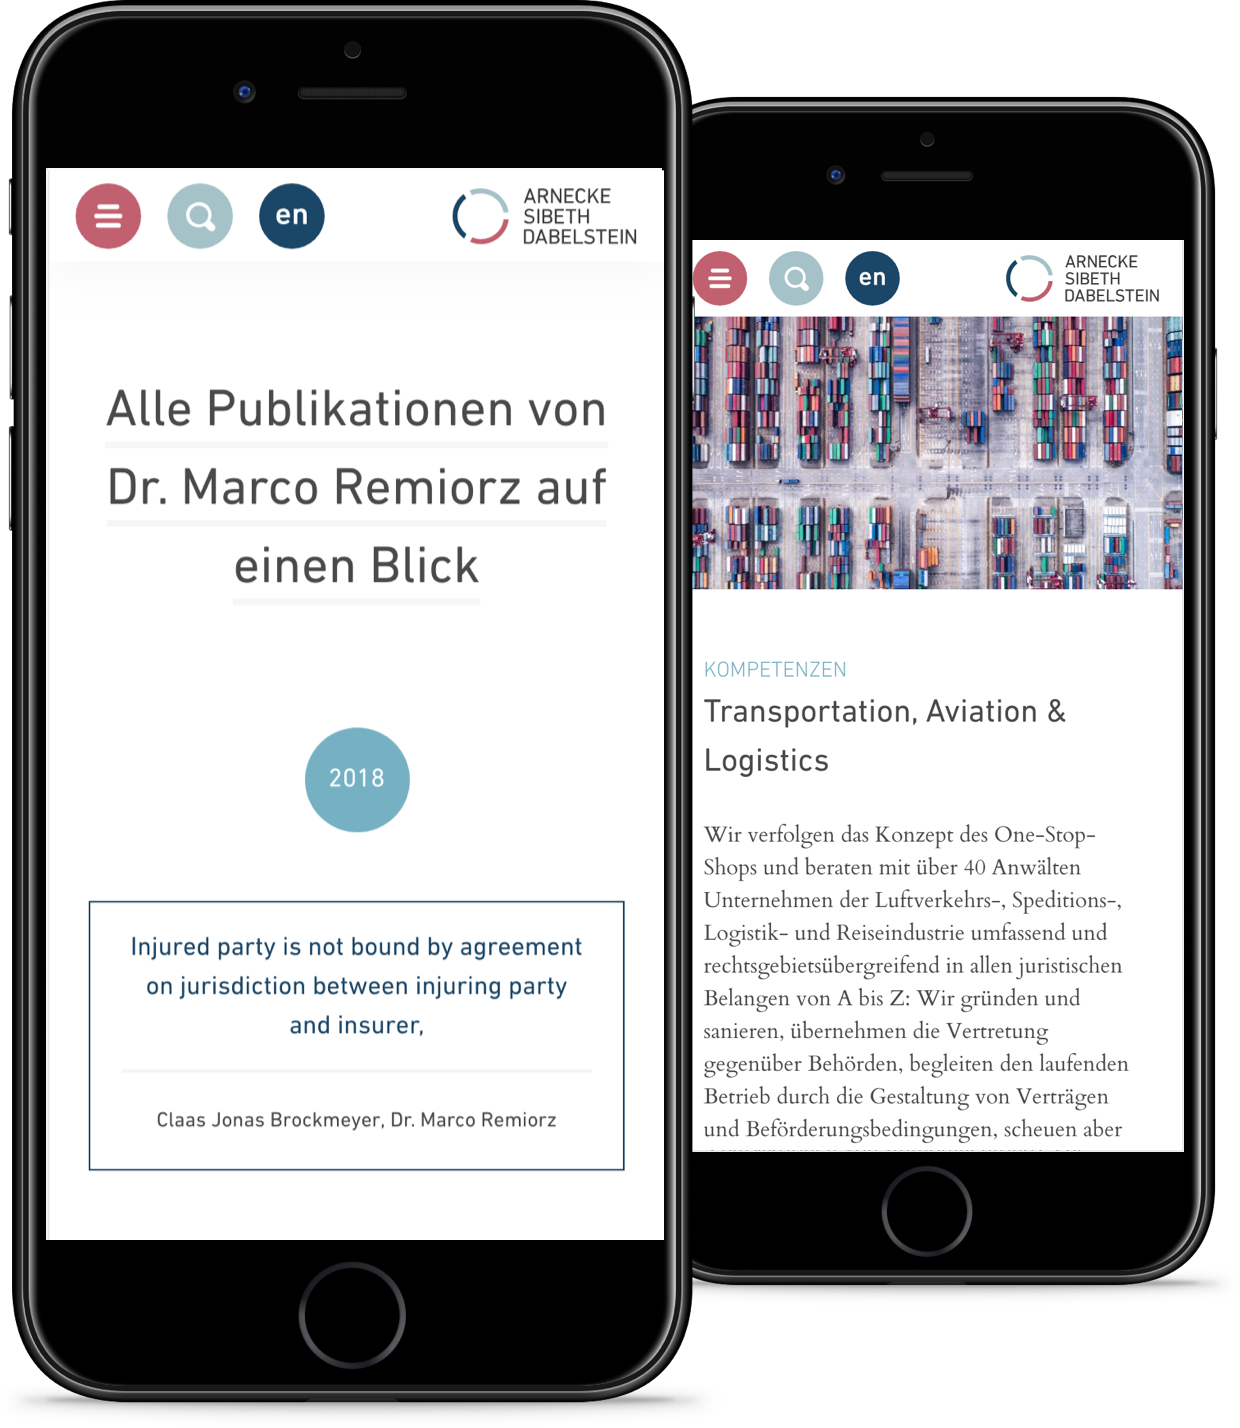 en
ARNECKE
SIBETH
DABELSTEIN
Alle Publikationen von
Dr. Marco Remiorz auf
einen Blick
2018
Injured party is not bound by agreement
on jurisdiction between injuring party
and insurer,
Claas Jonas Brockmeyer, Dr. Marco Remiorz
en
ARNECKE
SIBETH
DABELSTEIN
KOMPETENZEN
Transportation, Aviation &
Logistics
Wir verfolgen das Konzept des One-Stop-
Shops und beraten mit über 40 Anwälten
Unternehmen der Luftverkehrs-, Speditions-,
Logistik- und Reiseindustrie umfassend und
rechtsgebietsübergreifend in allen juristischen
Belangen von A bis Z: Wir gründen und
sanieren, übernehmen die Vertretung
gegenüber Behörden, begleiten den laufenden
Betrieb durch die Gestaltung von Verträgen
und Beförderungsbedingungen, scheuen aber